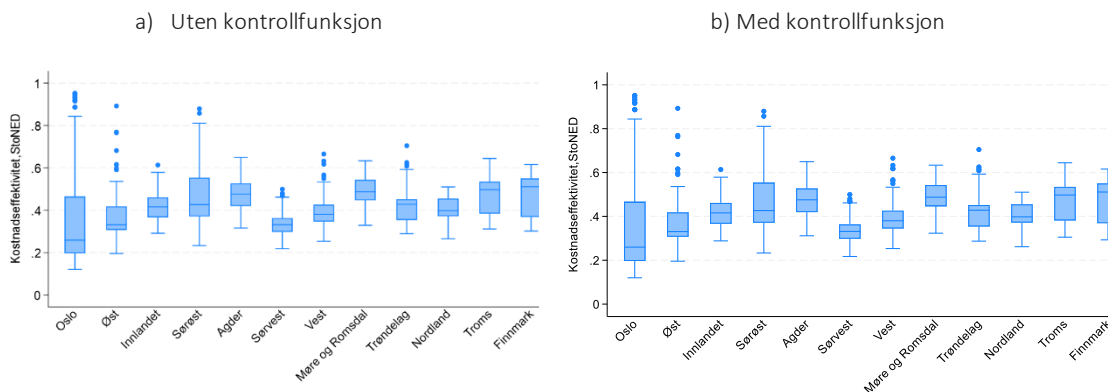 a) Uten kontrollfunksjon
b) Med kontrollfunksjon
Kostnadseffektivitet,StoNED
1
.8
.6
.4
.2
0
Oslo
Øst
Innlandet
Sørøst
Agder
Sørvest
Vest
Møre og Romsdal
Trøndelag
Nordland
Troms
Finnmark
Kostnadseffektivitet,StoNED
1
.8
.6
.4
.2
0
Oslo
Øst
Innlandet
Sørøst
Agder
Sørvest
Vest
Møre og Romsdal
Trøndelag
Nordland
Troms
Finnmark